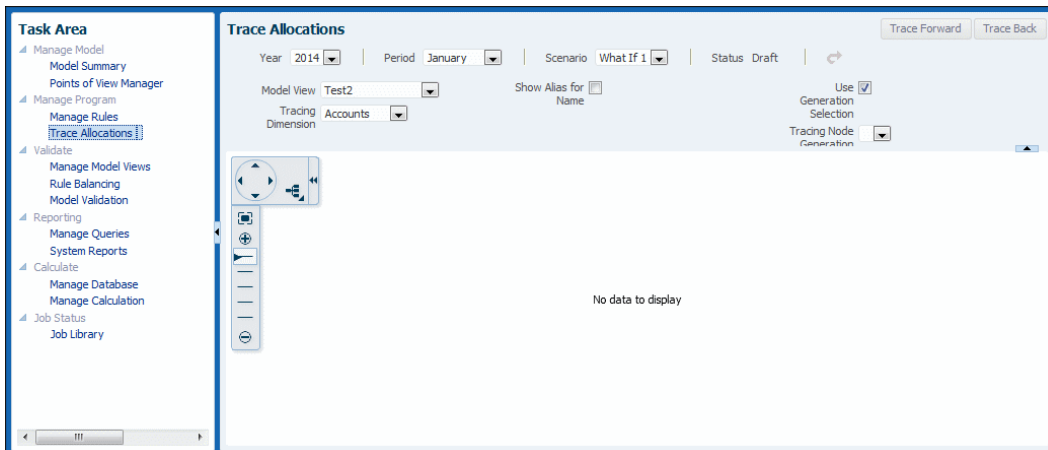 Task Area
Manage Model
Model Summary
Points of View Manager
Manage Program
Manage Rules
Trace Allocations
Validate
Manage Model Views
Rule Balancing
Model Validation
Reporting
Manage Queries
System Reports
Calculate
Manage Database
Manage Calculation
Job Status
Job Library
Trace Allocations
Trace Forward Trace Back
Year 2014 Period January Scenario What If 1 Status Draft
Model View Test2
Tracing
Dimension Accounts
Show Alias for
Name
Use
Generation
Selection
Tracing Node
Generation
No data to display